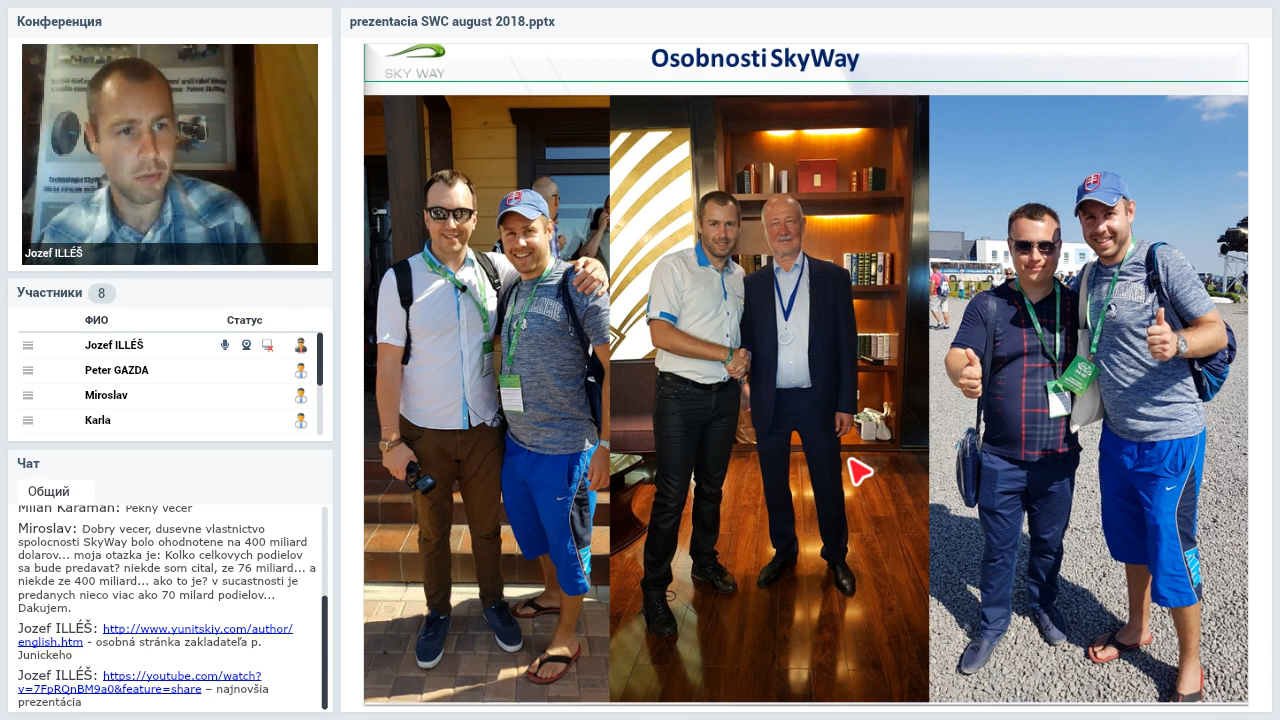 Конференция
Jozef ILLÉŠ
Участники 8
ФИО Статус
Jozef ILLÉŠ
Peter GAZDA
Miroslav
Karla
Чат
Общий
Milan Karaman: Pekny vecer
Miroslav: Dobry vecer, dusevne vlastnictvo
spolocnosti SkyWay bolo ohodnotene na 400 miliard
dolarov... moja otazka je: Kolko celkovych podielov
sa bude predavat? niekde som cital, ze 76 miliard... a
niekde ze 400 miliard... ako to je? v sucastnosti je
predanych nieco viac ako 70 milard podielov...
Dakujem.
Jozef ILLÉŠ: http://www.yunitskiy.com/author/
english.htm - osobná stránka zakladateľa p.
Junickeho
Jozef ILLÉŠ: https://youtube.com/watch?
v=7FpRQnBM9a0&feature=share – najnovšia
prezentácia
prezentacia SWC august 2018.pptx
SKY WAY
Osobnosti SkyWay